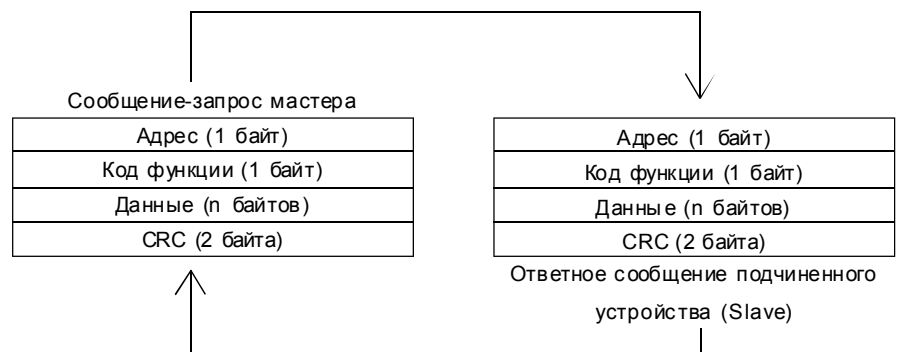 Сообщение-запрос мастера
Адрес (1 байт)
Код функции (1 байт)
Данные (n байтов)
CRC (2 байта)
Адрес (1 байт)
Код функции (1 байт)
Данные (n байтов)
CRC (2 байта)
Ответное сообщение подчиненного
устройства (Slave)